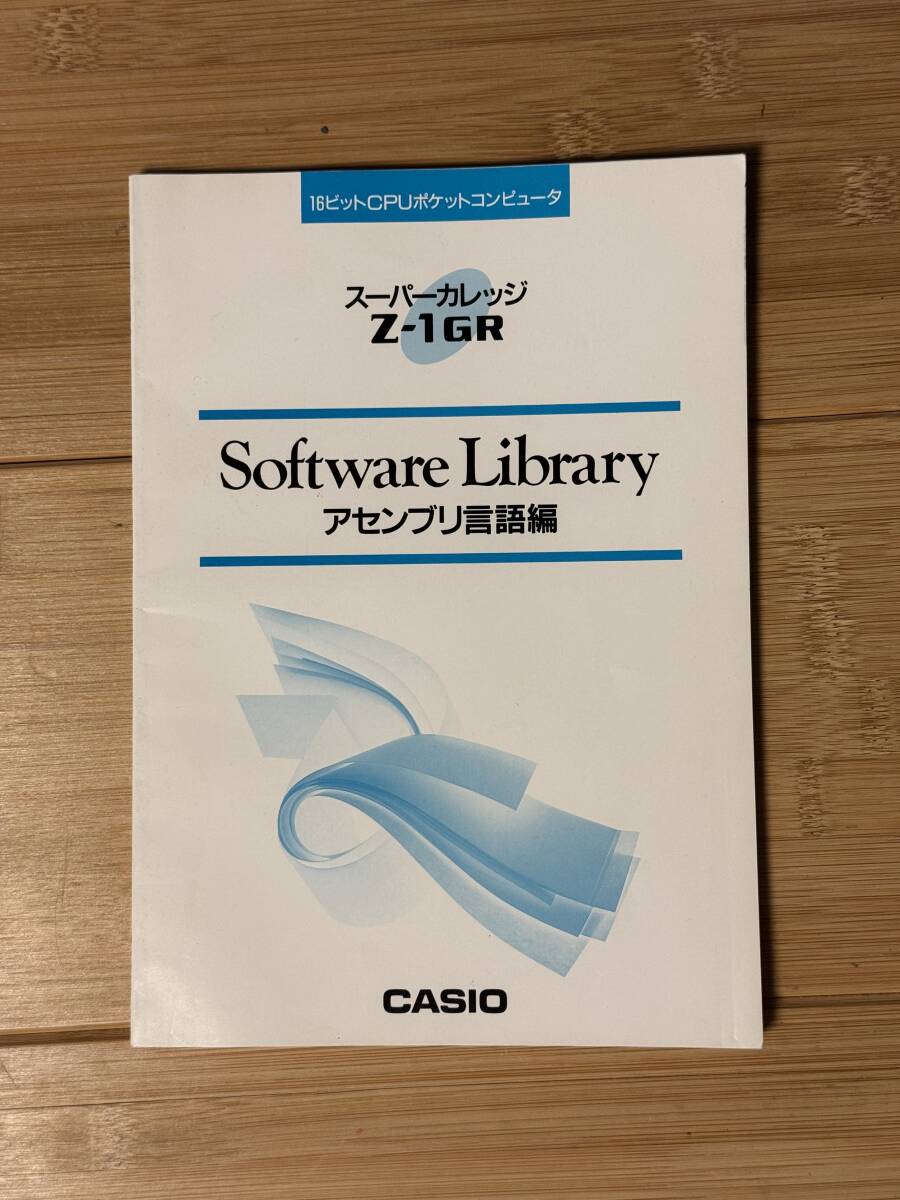 16ビットCPUポケットコンピュータ
スーパーカレッジ
Z-1GR
Software Library
アセンブリ言語編
CASIO